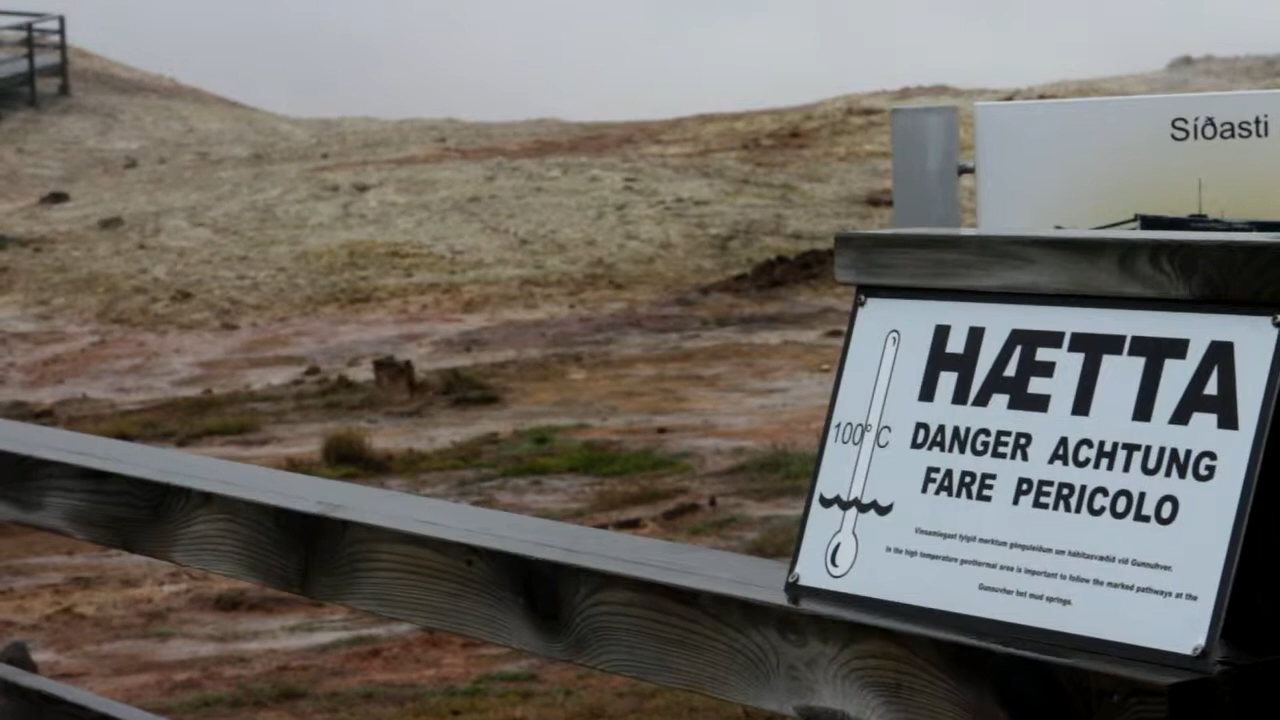 Síðasti
HÆTTA
100° C
DANGER ACHTUNG
FARE PERICOLO
Vinsamlegast fylgið merktum gönguleiðum um háhitasvæðið við Gunnuhver.
In the high temperature geothermal area is important to follow the marked pathways at the
Gunnuvher hot mud springs.